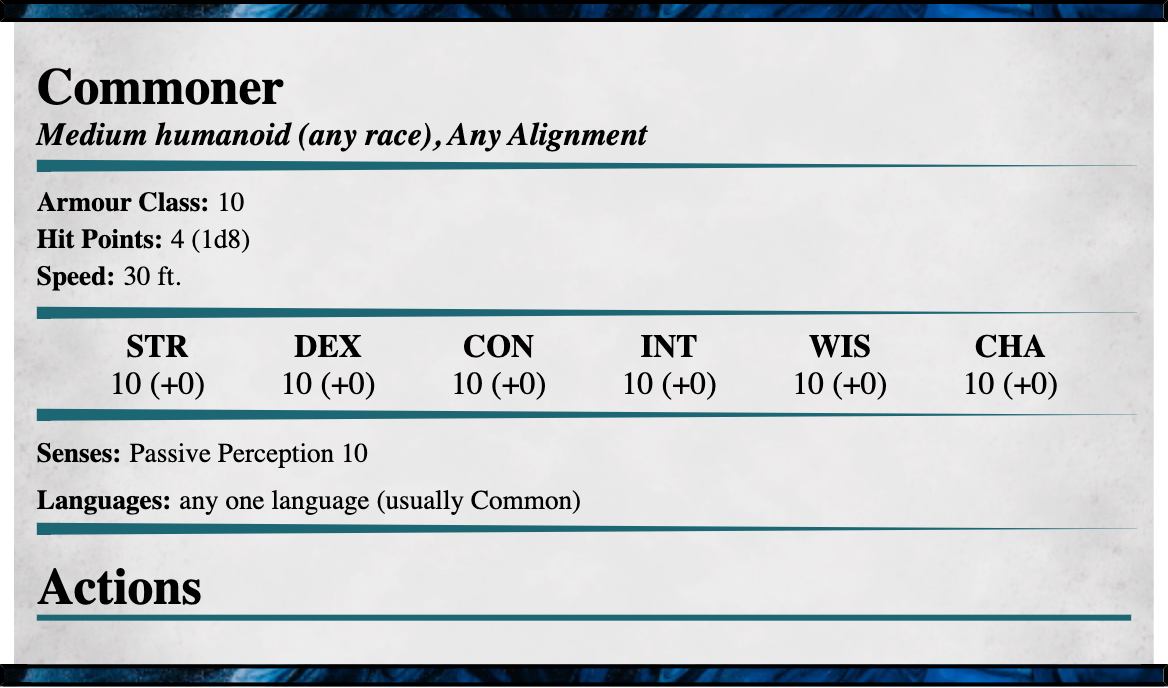 Commoner
Medium humanoid (any race), Any Alignment
Armour Class: 10
Hit Points: 4 (1d8)
Speed: 30 ft.
STR DEX CON INT WIS CHA
10 (+0) 10 (+0) 10 (+0) 10 (+0) 10 (+0) 10 (+0)
Senses: Passive Perception 10
Languages: any one language (usually Common)
Actions